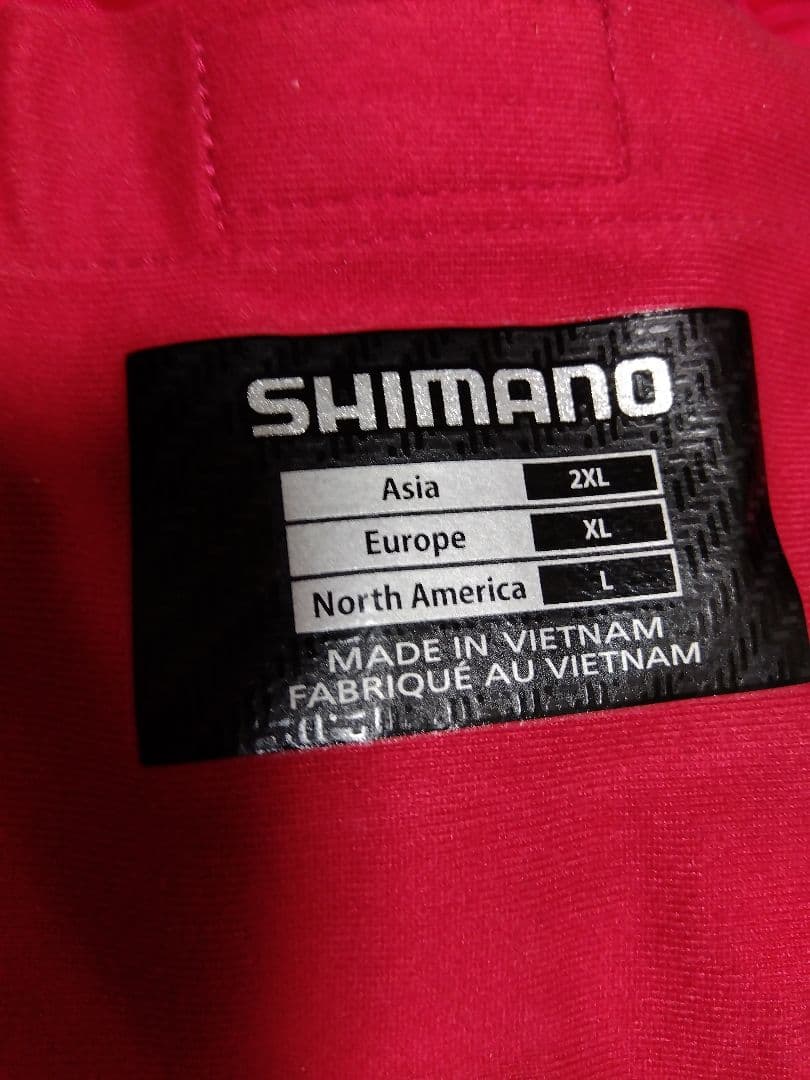 SHIMANO
Asia 2XL
Europe XL
North America L
MADE IN VIETNAM
FABRIQUÉ AU VIETNAM